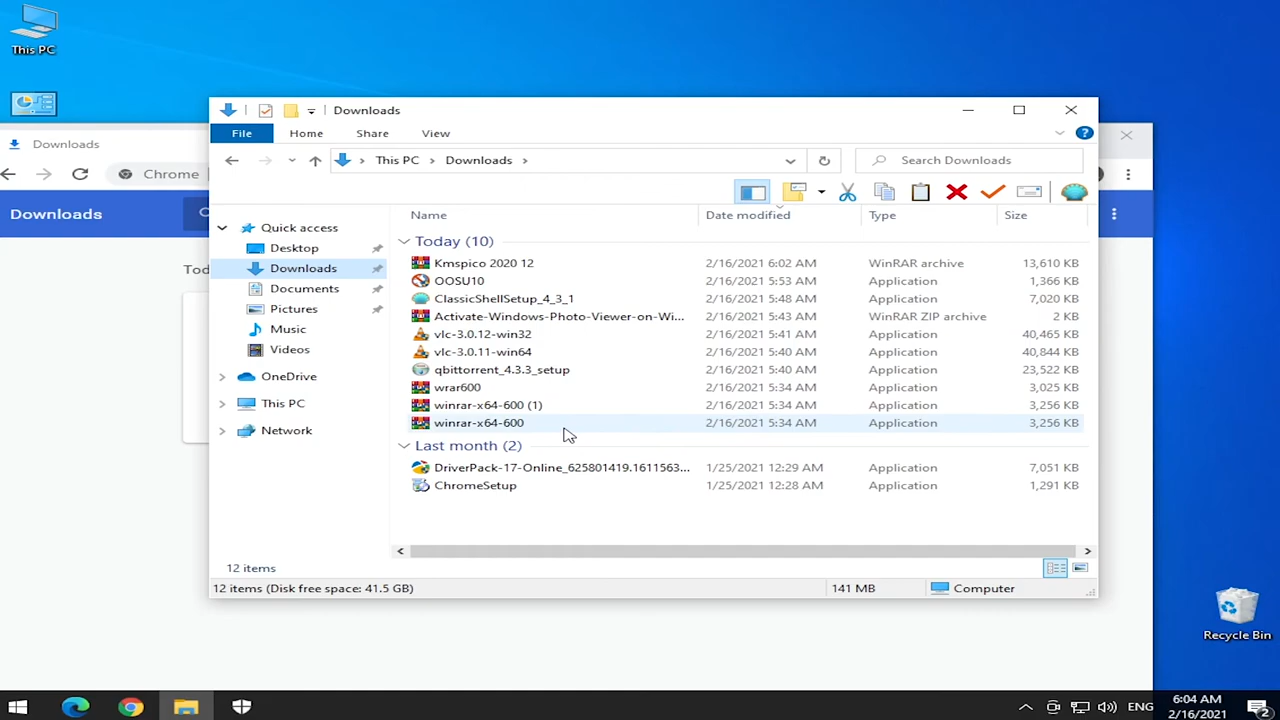 This PC
Downloads
File Home Share View
This PC Downloads
Search Downloads
Downloads
Chrome
Downloads
Tod
Name Date modified Type Size
Quick access
Desktop
Downloads
Documents
Pictures
Music
Videos
OneDrive
This PC
Network
Today (10)
Kmspico 2020 12 2/16/2021 6:02 AM WinRAR archive 13,610 KB
OOSU10 2/16/2021 5:53 AM Application 1,366 KB
ClassicShellSetup_4_3_1 2/16/2021 5:48 AM Application 7,020 KB
Activate-Windows-Photo-Viewer-on-Wi... 2/16/2021 5:43 AM WinRAR ZIP archive 2 KB
vlc-3.0.12-win32 2/16/2021 5:41 AM Application 40,465 KB
vlc-3.0.11-win64 2/16/2021 5:40 AM Application 40,844 KB
qbittorrent_4.3.3_setup 2/16/2021 5:40 AM Application 23,522 KB
wrar600 2/16/2021 5:34 AM Application 3,025 KB
winrar-x64-600 (1) 2/16/2021 5:34 AM Application 3,256 KB
winrar-x64-600 2/16/2021 5:34 AM Application 3,256 KB
Last month (2)
DriverPack-17-Online_625801419.1611563... 1/25/2021 12:29 AM Application 7,051 KB
ChromeSetup 1/25/2021 12:28 AM Application 1,291 KB
12 items
12 items (Disk free space: 41.5 GB) 141 MB Computer
Recycle Bin
ENG
6:04 AM
2/16/2021
2